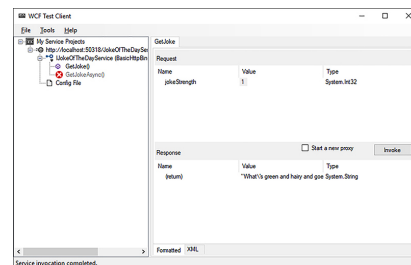 WCF Test Client
File Tools Help
My Service Projects
http://localhost:50318/JokeOfTheDaySer
IJokeOfTheDayService (BasicHttpBin
GetJoke()
GetJokeAsync()
Config File
GetJoke
Request
Name Value Type
jokeStrength 1 System.Int32
Response
Start a new proxy
Invoke
Name Value Type
(return) "What\'s green and hairy and goe System.String
Formatted XML
Service invocation completed.